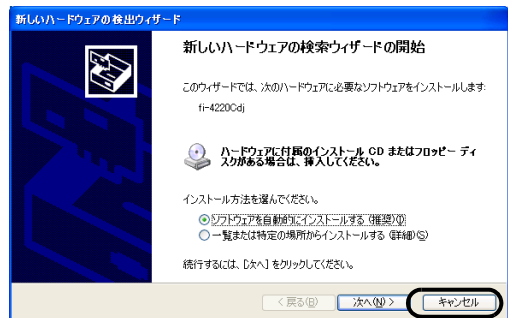 新しいハードウェアの検出ウィザード
新しいハードウェアの検索ウィザードの開始
このウィザードでは、次のハードウェアに必要なソフトウェアをインストールします:
fi-4220Cdj
ハードウェアに付属のインストール CD またはフロッピー ディ
スクがある場合は、挿入してください。
インストール方法を選んでください。
ソフトウェアを自動的にインストールする (推奨)(I)
一覧または特定の場所からインストールする (詳細)(S)
続行するには、[次へ] をクリックしてください。
< 戻る(B) 次へ(N) > キャンセル